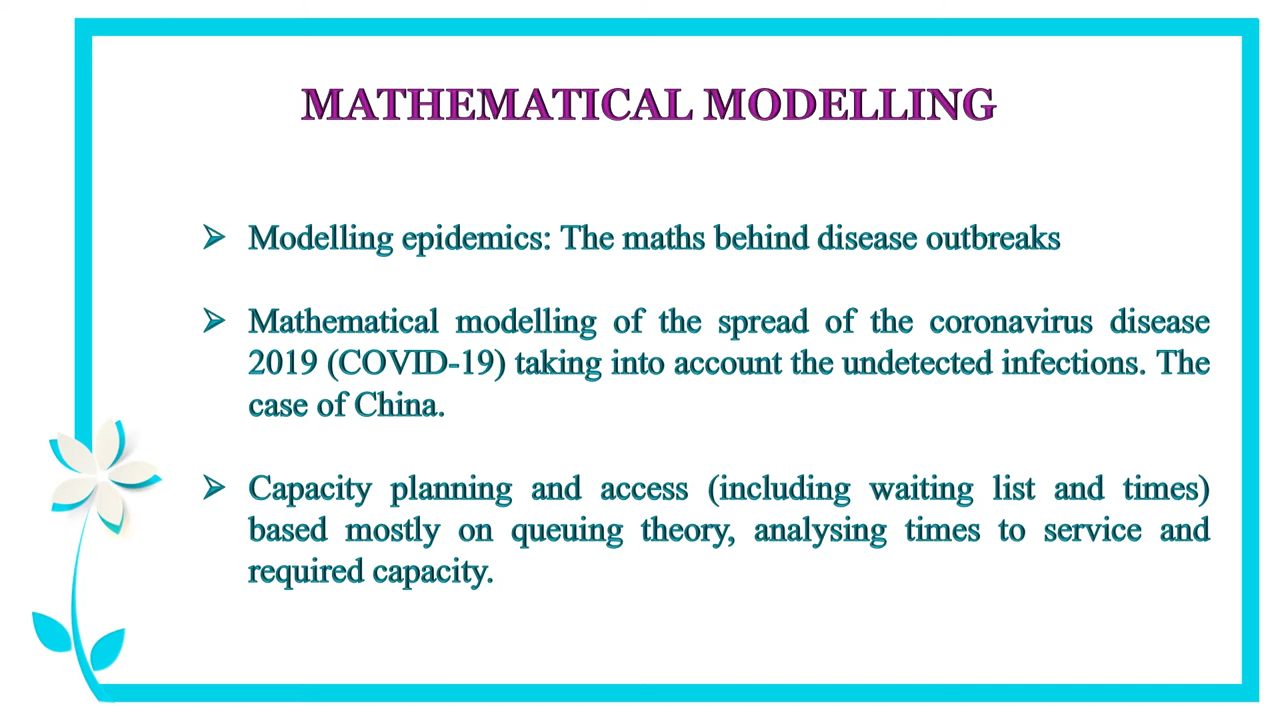 MATHEMATICAL MODELLING
Modelling epidemics: The maths behind disease outbreaks
Mathematical modelling of the spread of the coronavirus disease
2019 (COVID-19) taking into account the undetected infections. The
case of China.
Capacity planning and access (including waiting list and times)
based mostly on queuing theory, analysing times to service and
required capacity.